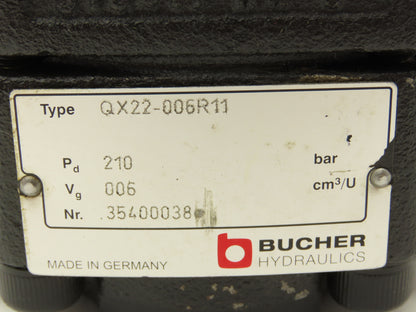 Type QX22-006R11
Pd 210 bar
Vg 006 cm³/U
Nr. .35400038
BUCHER
HYDRAULICS
MADE IN GERMANY